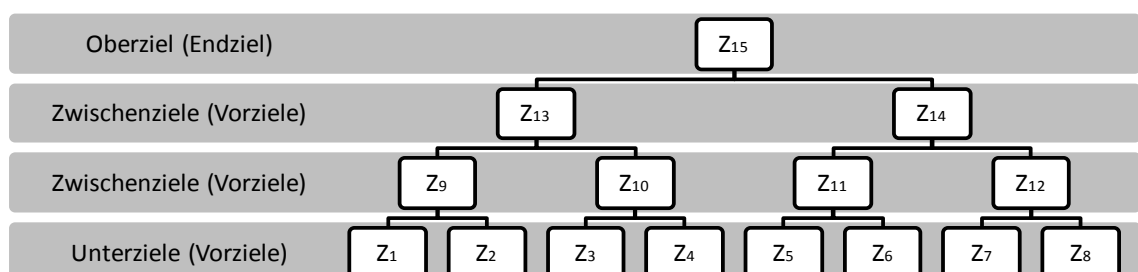 Oberziel (Endziel) Z15
Zwischenziele (Vorziele) Z13 Z14
Zwischenziele (Vorziele) Z9 Z10 Z11 Z12
Unterziele (Vorziele) Z1 Z2 Z3 Z4 Z5 Z6 Z7 Z8